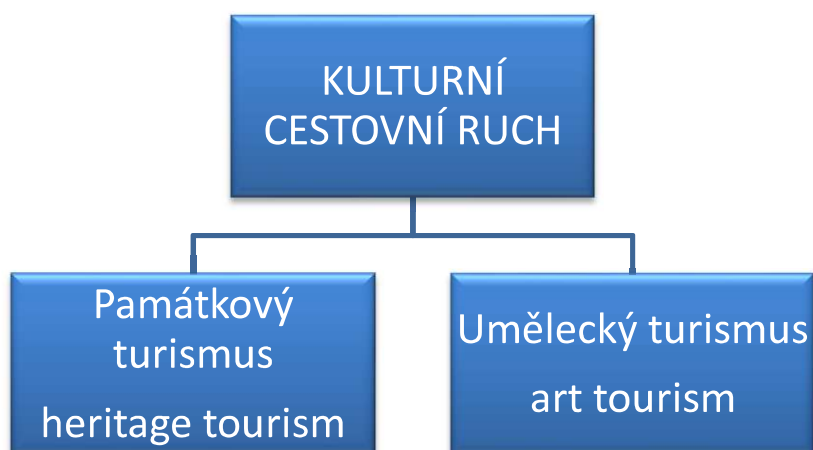 KULTURNÍ
CESTOVNÍ RUCH
Památkový
turismus
heritage tourism
Umělecký turismus
art tourism